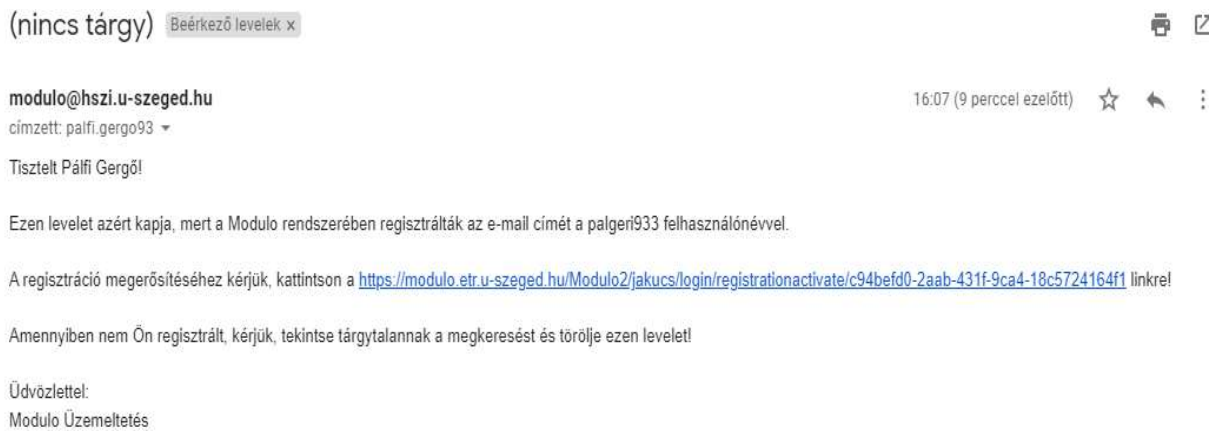 (nincs tárgy) Beérkező levelek x
modulo@hszi.u-szeged.hu 16:07 (9 perccel ezelőtt)
címzett: palfi.gergo93
Tisztelt Pálfi Gergő!
Ezen levelet azért kapja, mert a Modulo rendszerében regisztrálták az e-mail címét a palgeri933 felhasználónévvel.
A regisztráció megerősítéséhez kérjük, kattintson a https://modulo.etr.u-szeged.hu/Modulo2/jakucs/login/registrationactivate/c94befd0-2aab-431f-9ca4-18c5724164f1 linkre!
Amennyiben nem Ön regisztrált, kérjük, tekintse tárgytalannak a megkeresést és törölje ezen levelet!
Üdvözlettel:
Modulo Üzemeltetés